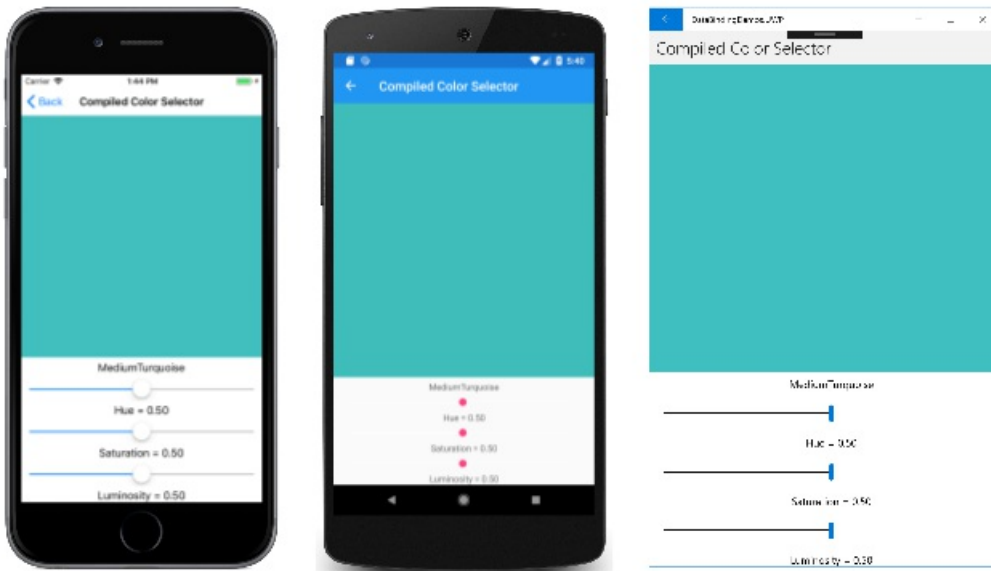 Carrier 1:44 PM
Back Compiled Color Selector
MediumTurquoise
Hue = 0.50
Saturation = 0.50
Luminosity = 0.50
5:40
Compiled Color Selector
MediumTurquoise
Hue = 0.50
Saturation = 0.50
Luminosity = 0.50
DataBindingDemos.UWP
Compiled Color Selector
MediumTurquoise
Hue = 0.50
Saturation = 0.50
Luminosity = 0.50